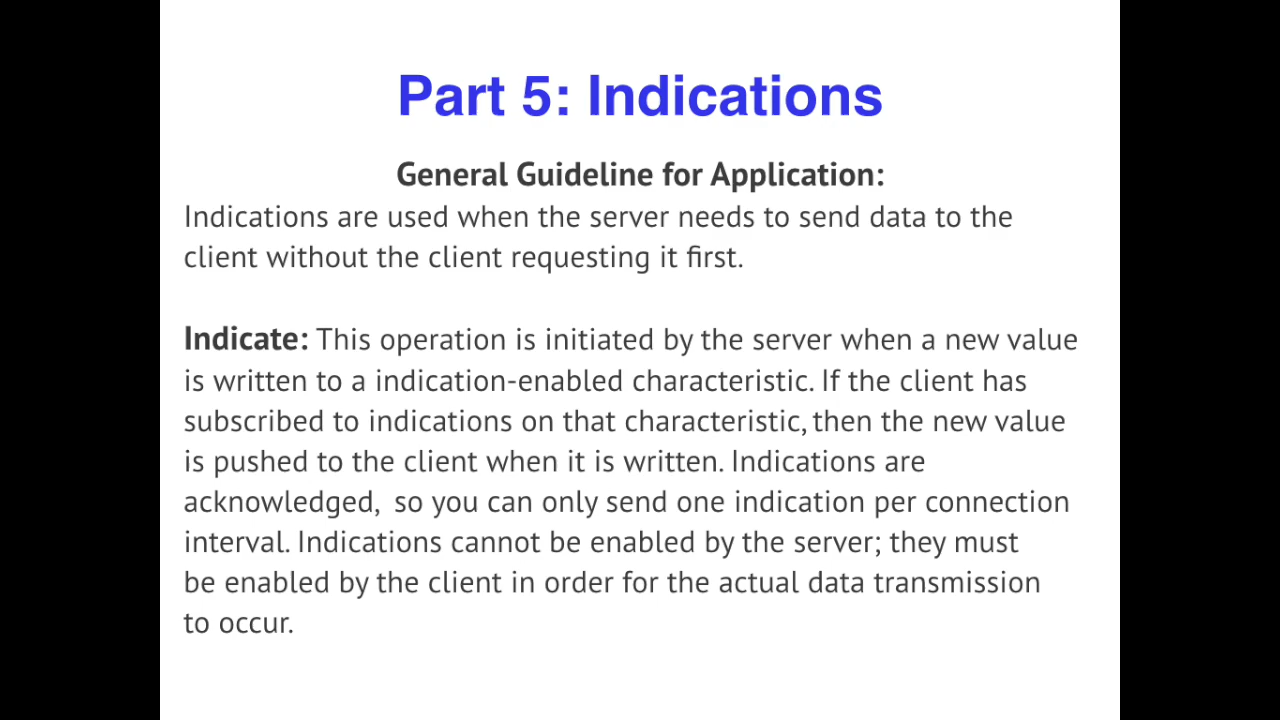 Part 5: Indications
General Guideline for Application:
Indications are used when the server needs to send data to the
client without the client requesting it first.
Indicate: This operation is initiated by the server when a new value
is written to a indication-enabled characteristic. If the client has
subscribed to indications on that characteristic, then the new value
is pushed to the client when it is written. Indications are
acknowledged,  so you can only send one indication per connection
interval. Indications cannot be enabled by the server; they must
be enabled by the client in order for the actual data transmission
to occur.